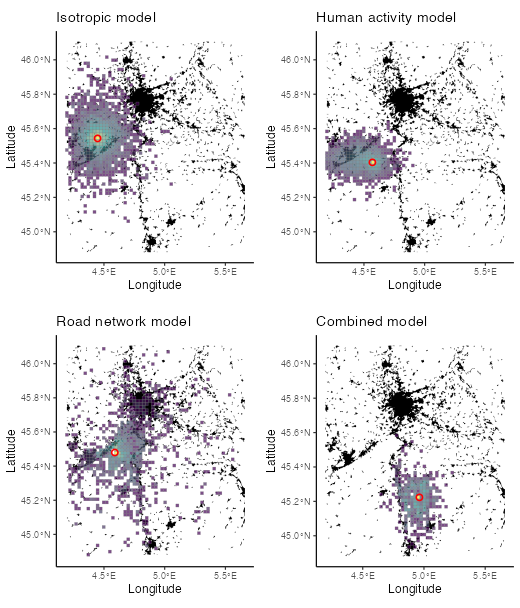 Isotropic model
Latitude
46.0°N
45.8°N
45.6°N
45.4°N
45.2°N
45.0°N
4.5°E 5.0°E 5.5°E
Longitude
Human activity model
Latitude
46.0°N
45.8°N
45.6°N
45.4°N
45.2°N
45.0°N
4.5°E 5.0°E 5.5°E
Longitude
Road network model
Latitude
46.0°N
45.8°N
45.6°N
45.4°N
45.2°N
45.0°N
4.5°E 5.0°E 5.5°E
Longitude
Combined model
Latitude
46.0°N
45.8°N
45.6°N
45.4°N
45.2°N
45.0°N
4.5°E 5.0°E 5.5°E
Longitude